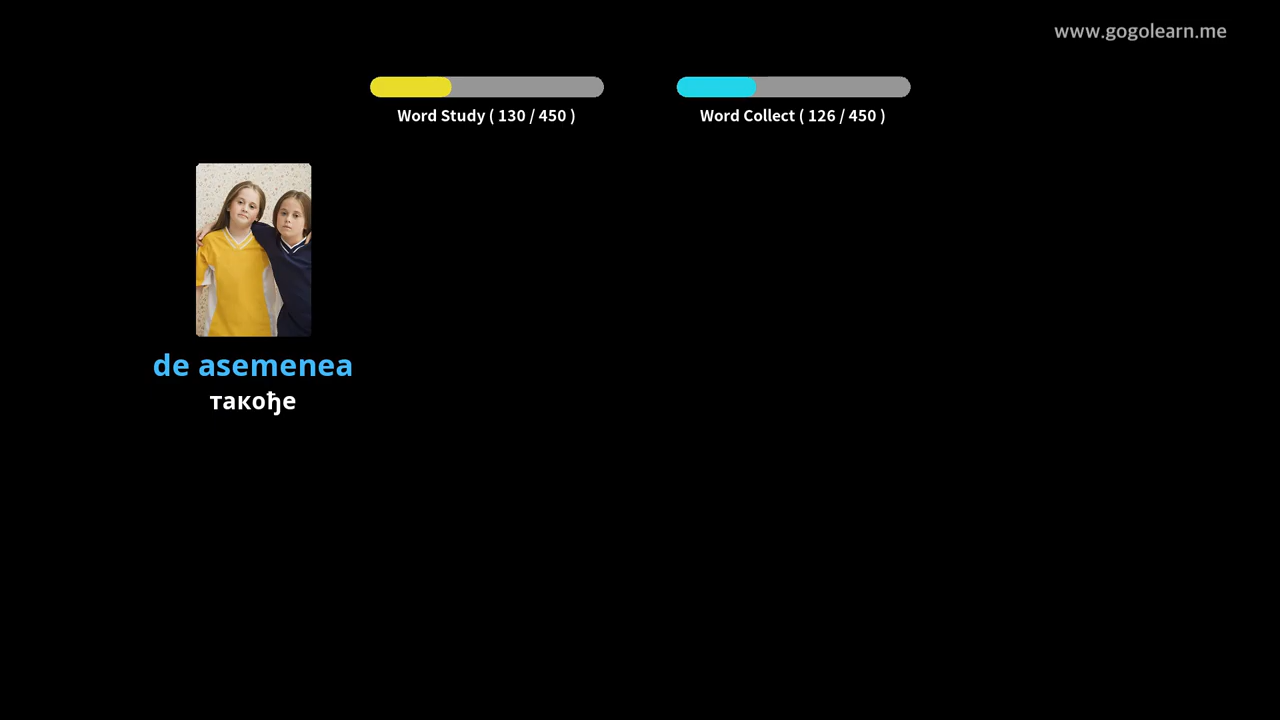 www.gogolearn.me
Word Study ( 130 / 450 )
Word Collect ( 126 / 450 )
de asemenea
такође